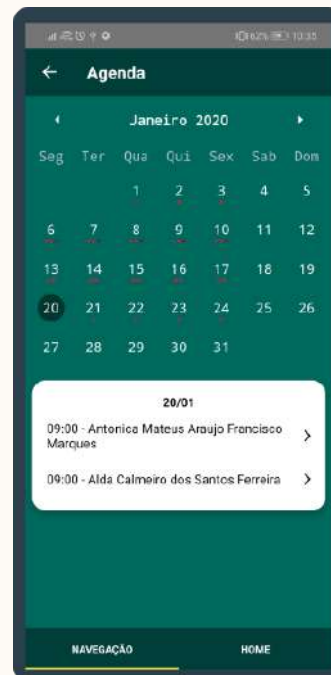 62% 10:35
← Agenda
Janeiro 2020
Seg Ter Qua Qui Sex Sab Dom
1 2 3 4 5
6 7 8 9 10 11 12
13 14 15 16 17 18 19
20 21 22 23 24 25 26
27 28 29 30 31
20/01
09:00 - Antonica Mateus Araujo Francisco
Marques
09:00 - Alda Calmeiro dos Santos Ferreira
NAVEGAÇÃO HOME